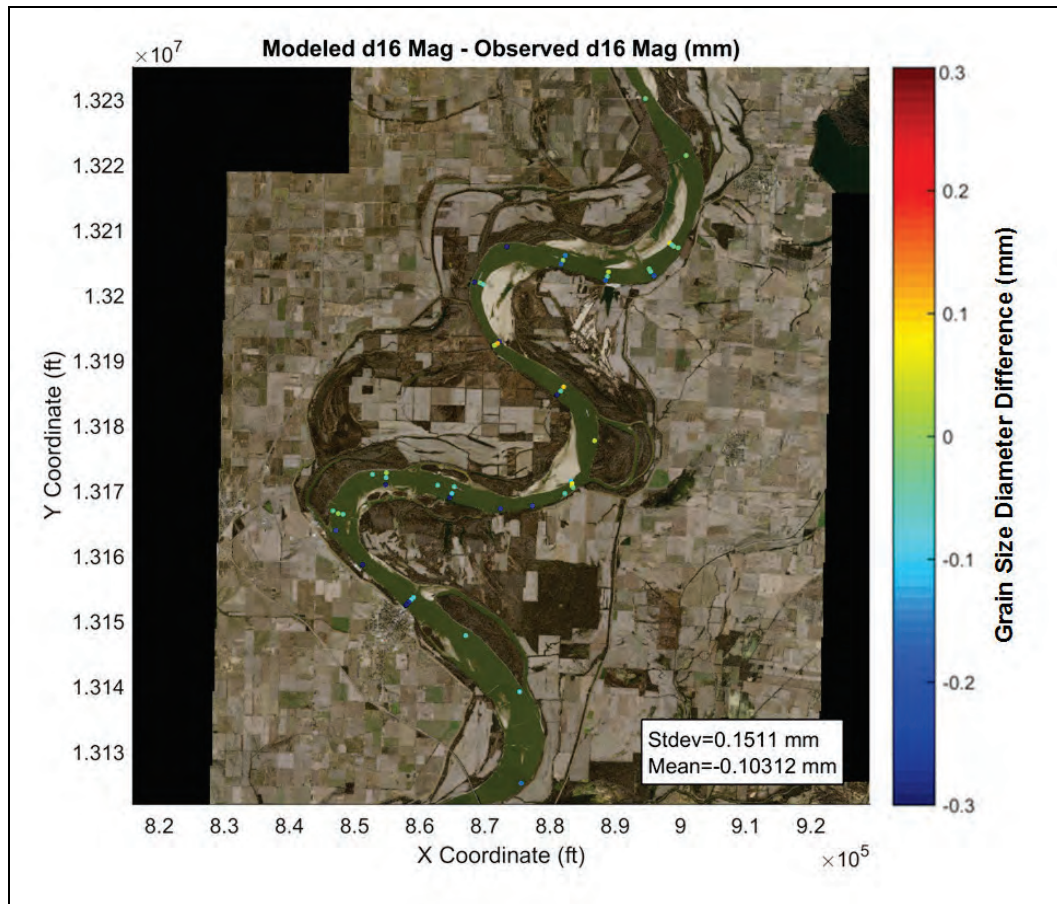 Modeled d16 Mag - Observed d16 Mag (mm)
×10⁷
1.323
1.322
1.321
1.32
1.319
1.318
1.317
1.316
1.315
1.314
1.313
Y Coordinate (ft)
8.2 8.3 8.4 8.5 8.6 8.7 8.8 8.9 9 9.1 9.2
X Coordinate (ft)
×10⁵
Stdev=0.1511 mm
Mean=-0.10312 mm
0.3
0.2
0.1
0
-0.1
-0.2
-0.3
Grain Size Diameter Difference (mm)